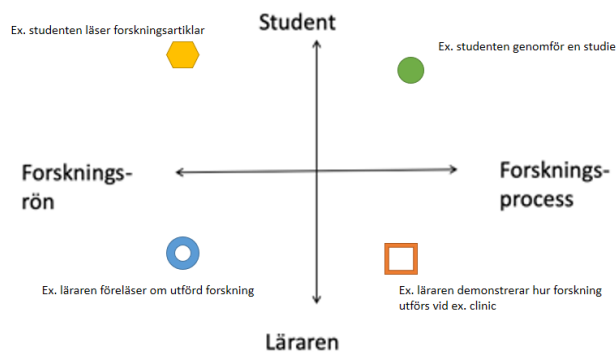 Student
Ex. studenten läser forskningsartiklar
Ex. studenten genomför en studie
Forsknings-
rön
Forsknings-
process
Ex. läraren föreläser om utförd forskning
Ex. läraren demonstrerar hur forskning
utförs vid ex. clinic
Läraren